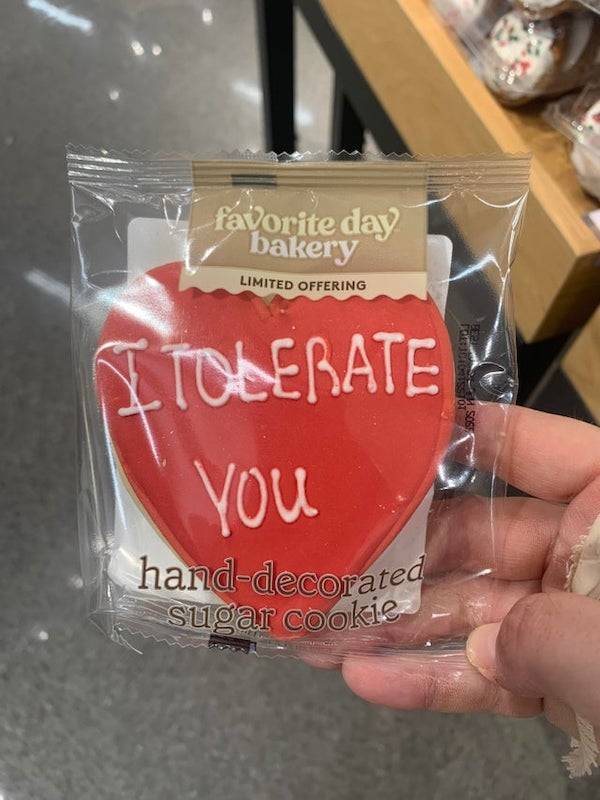 favorite day
bakery
LIMITED OFFERING
I TOLERATE
YOU
hand-decorated
sugar cookie